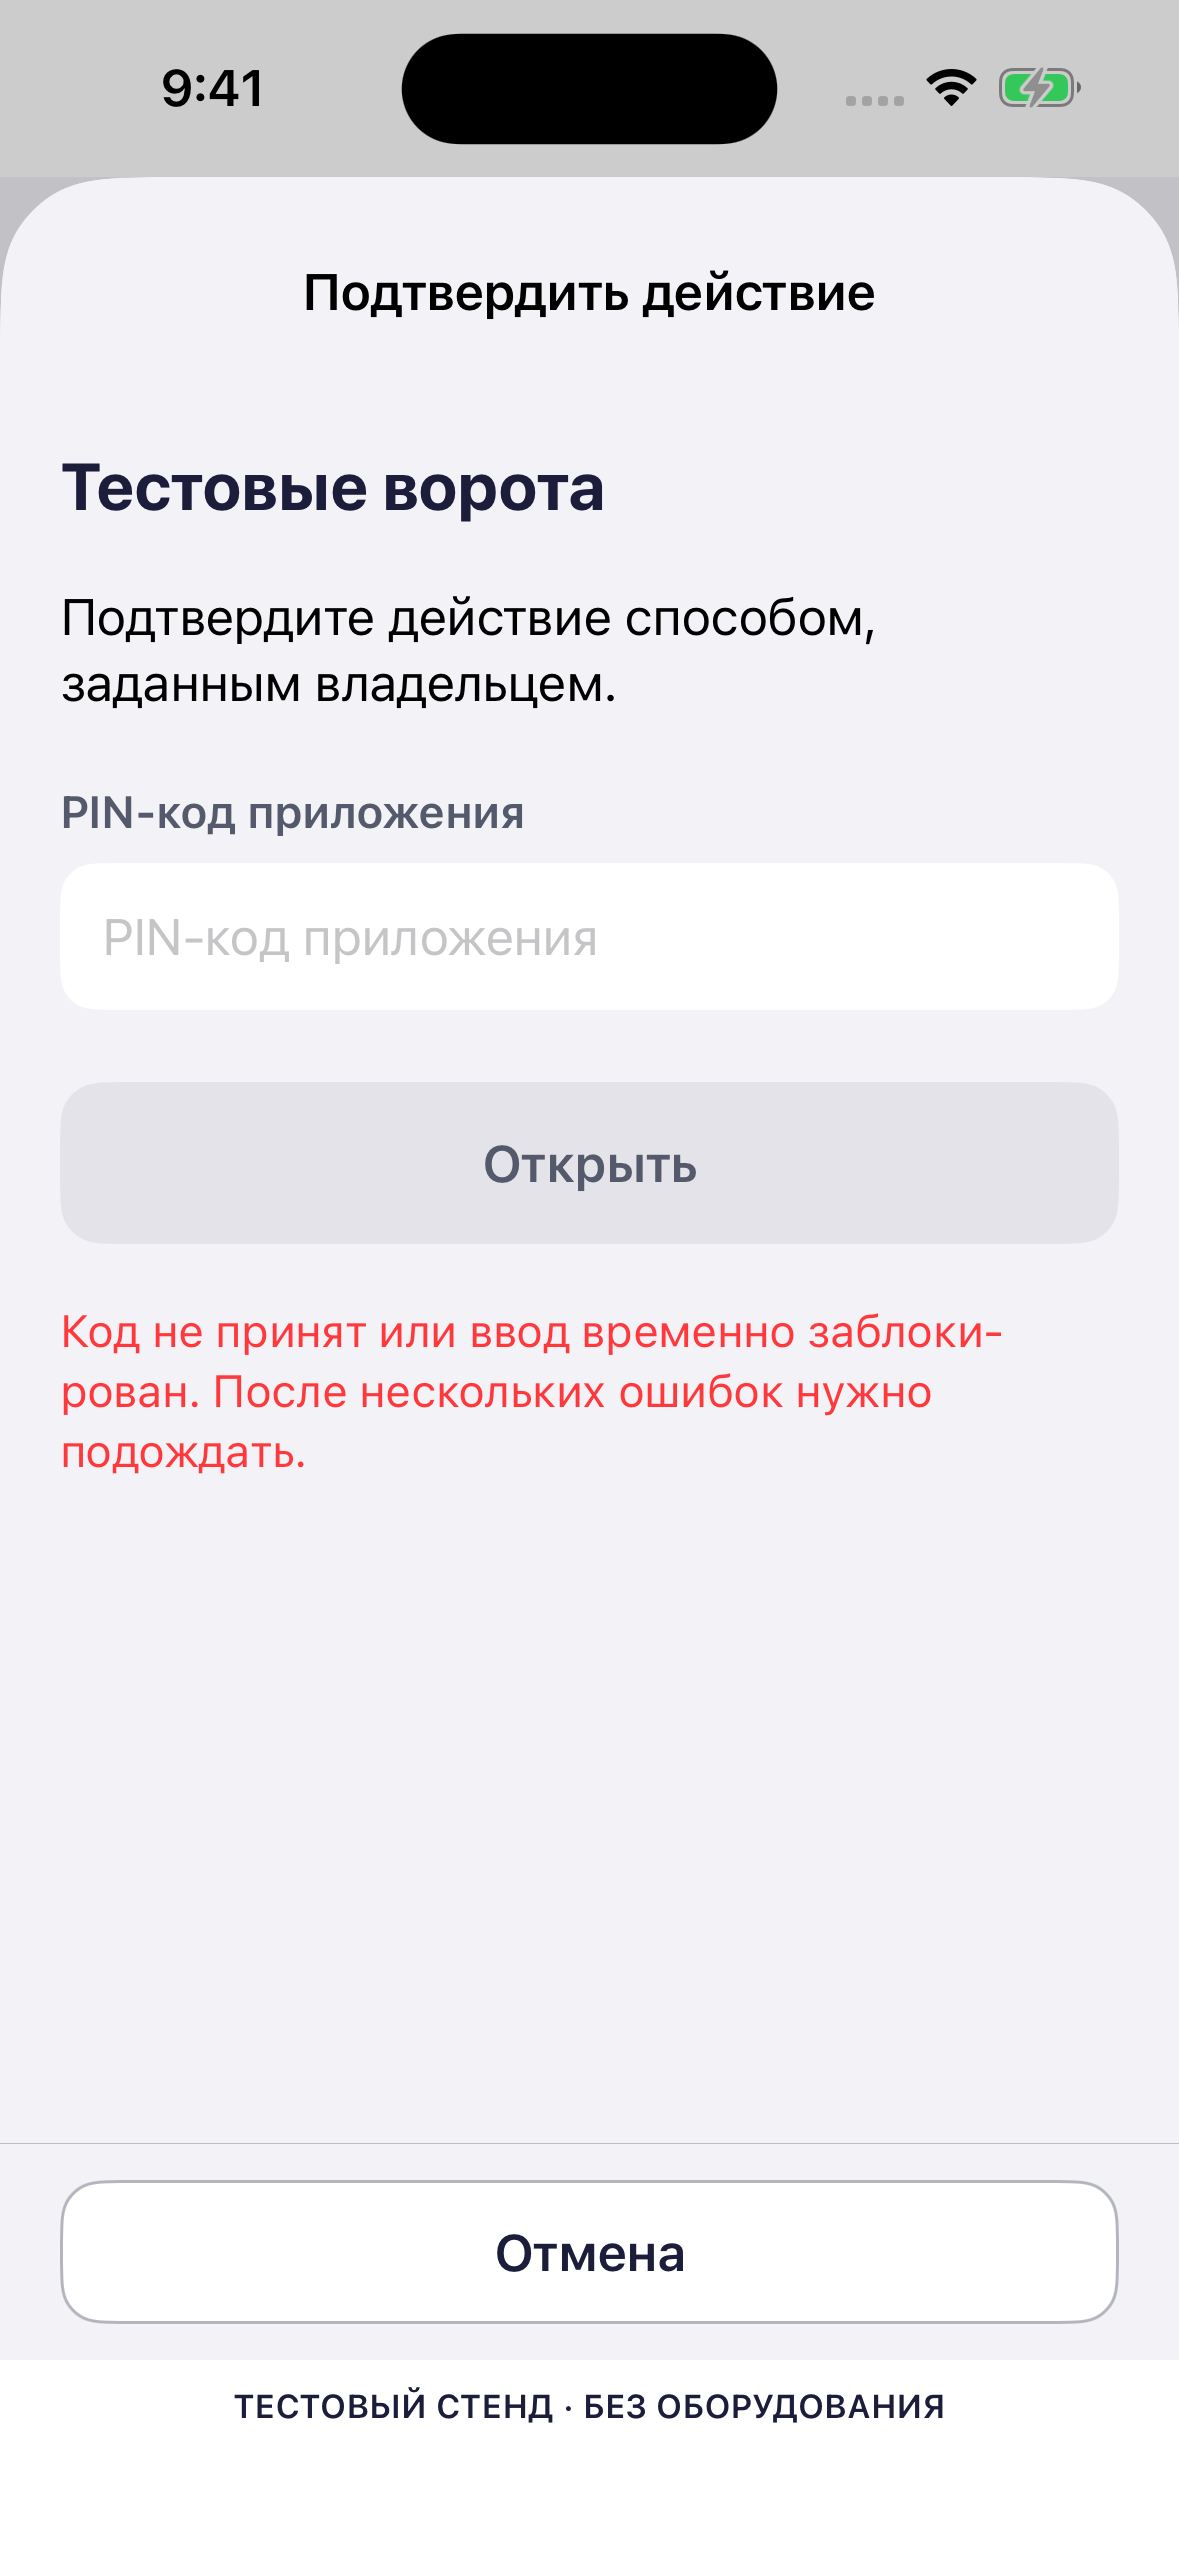 9:41
Подтвердить действие
Тестовые ворота
Подтвердите действие способом,
заданным владельцем.
PIN-код приложения
PIN-код приложения
Открыть
Код не принят или ввод временно заблоки-
рован. После нескольких ошибок нужно
подождать.
Отмена
ТЕСТОВЫЙ СТЕНД · БЕЗ ОБОРУДОВАНИЯ